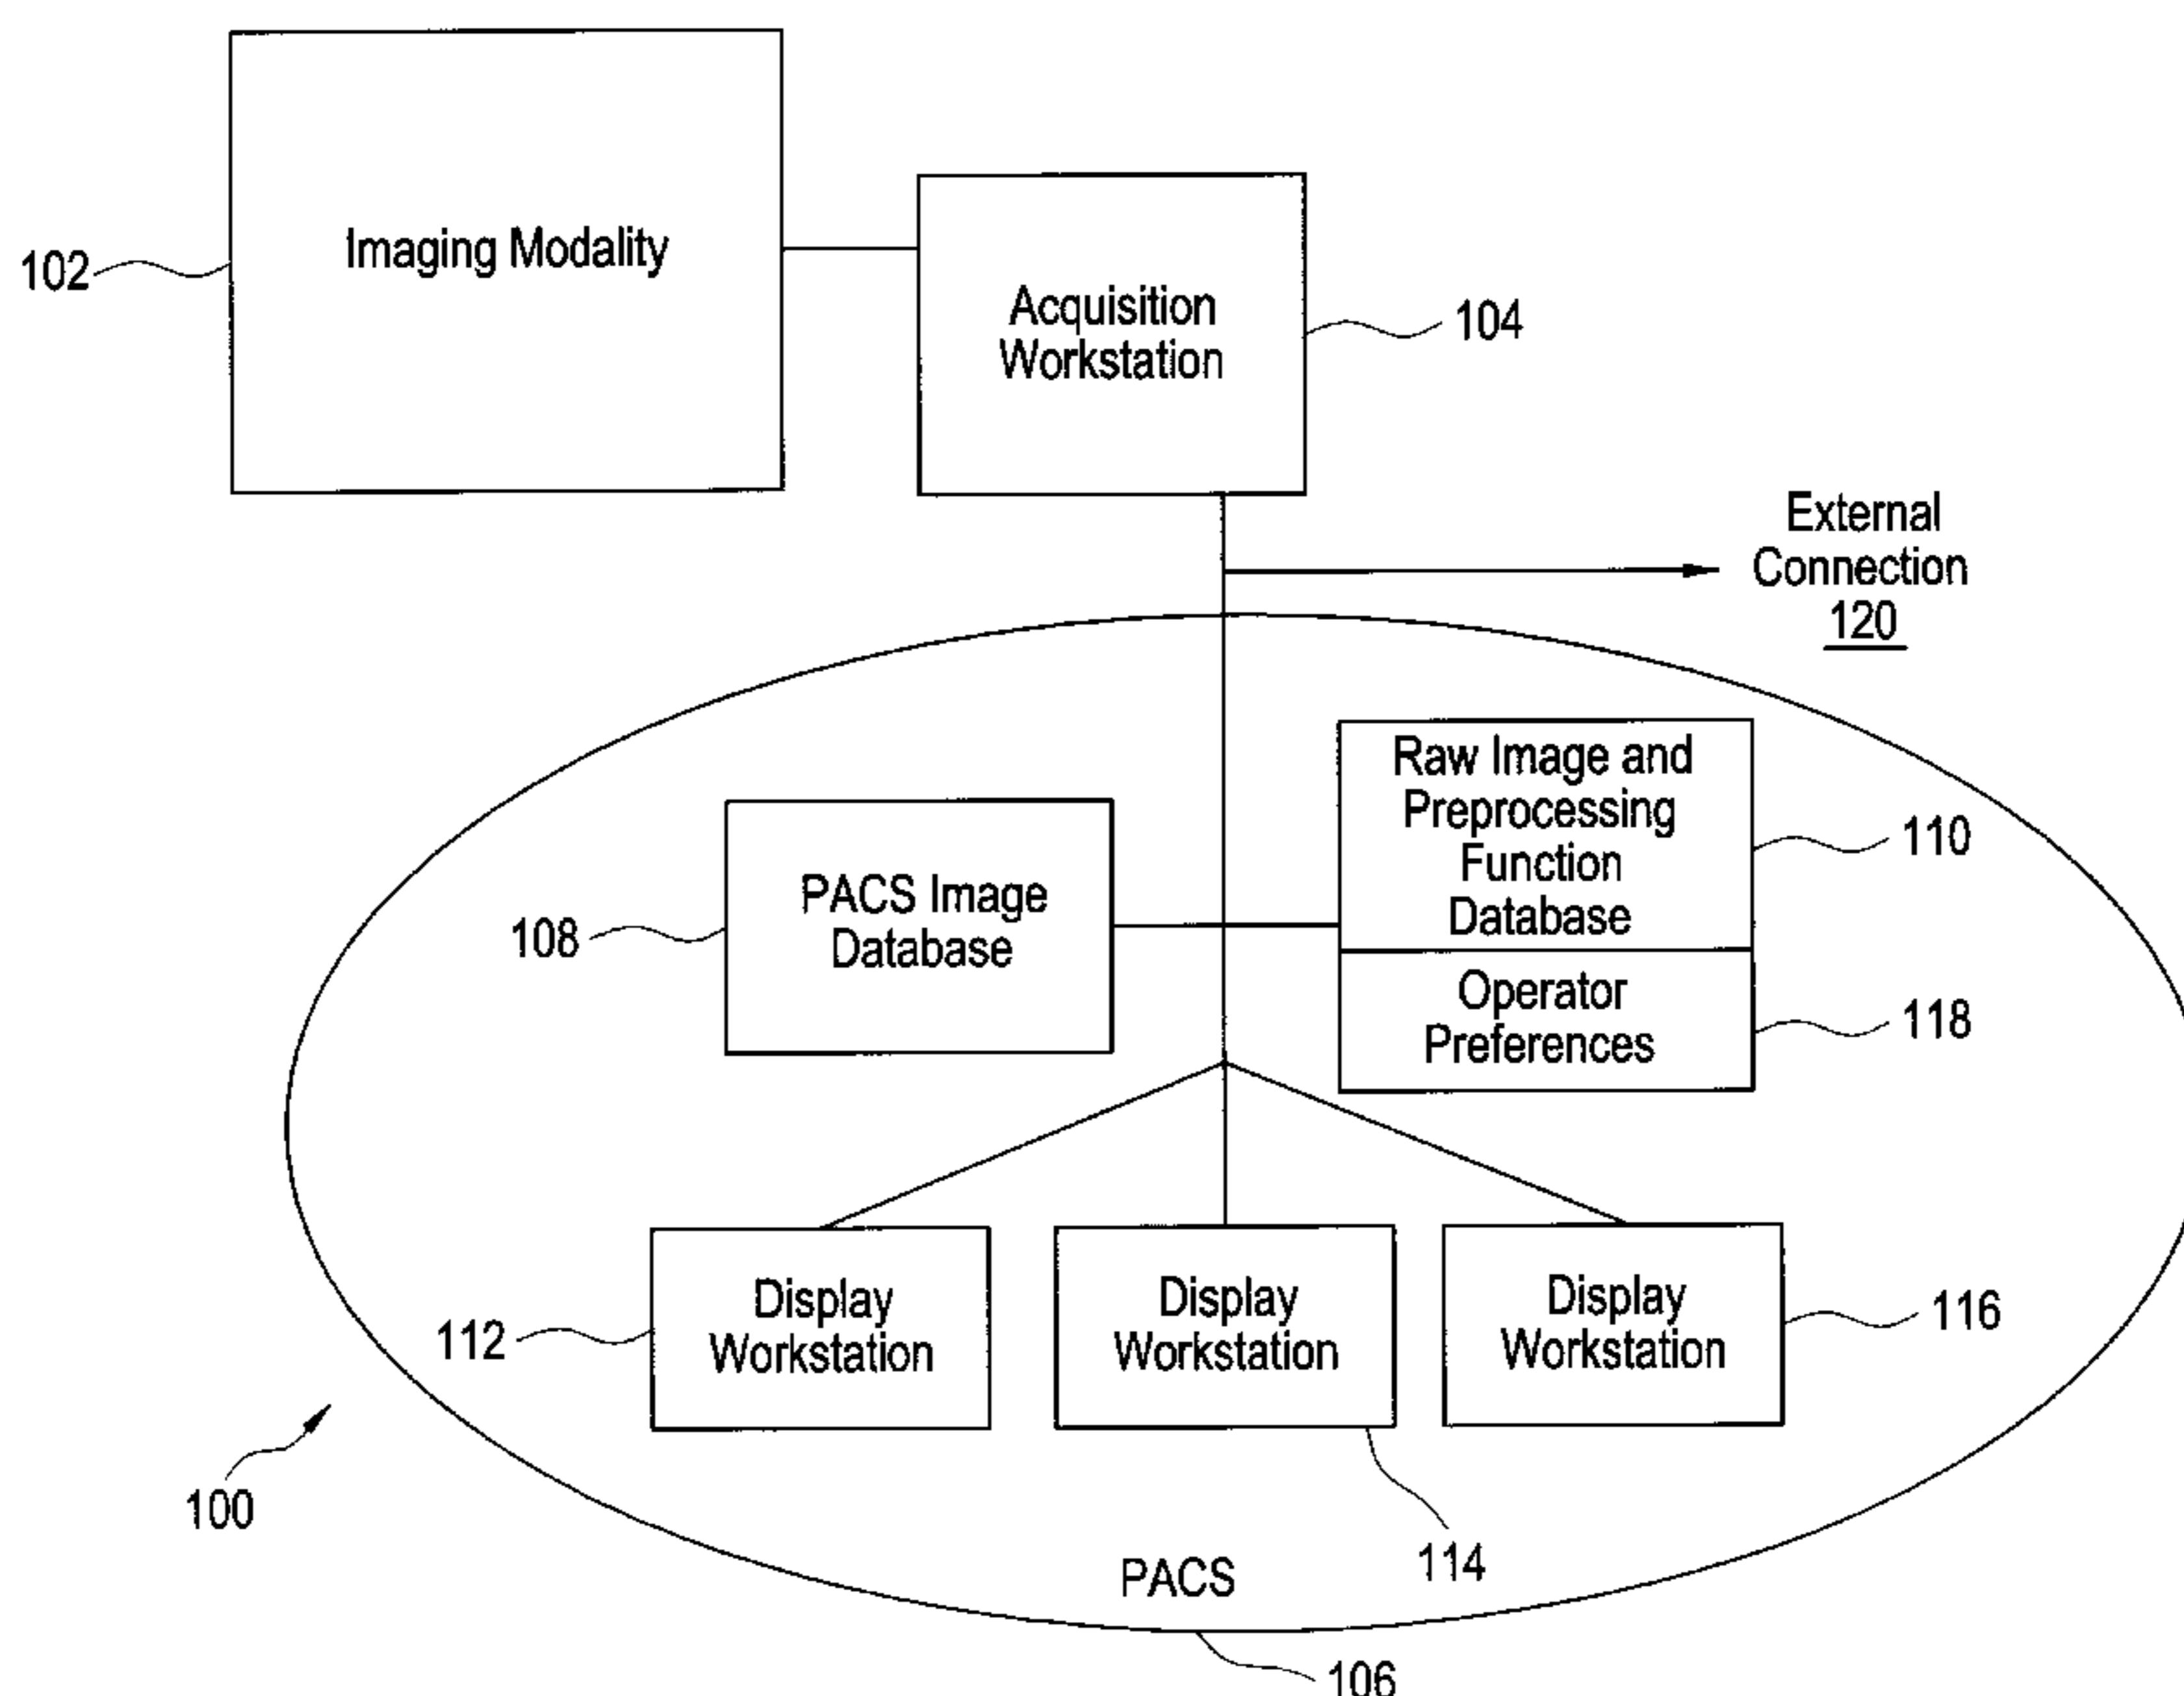 Imaging Modality
102
Acquisition
Workstation
104
External
Connection
120
Raw Image and
Preprocessing
Function
Database
110
PACS Image
Database
108
Operator
Preferences
118
Display
Workstation
112
Display
Workstation
114
Display
Workstation
116
100
PACS
106